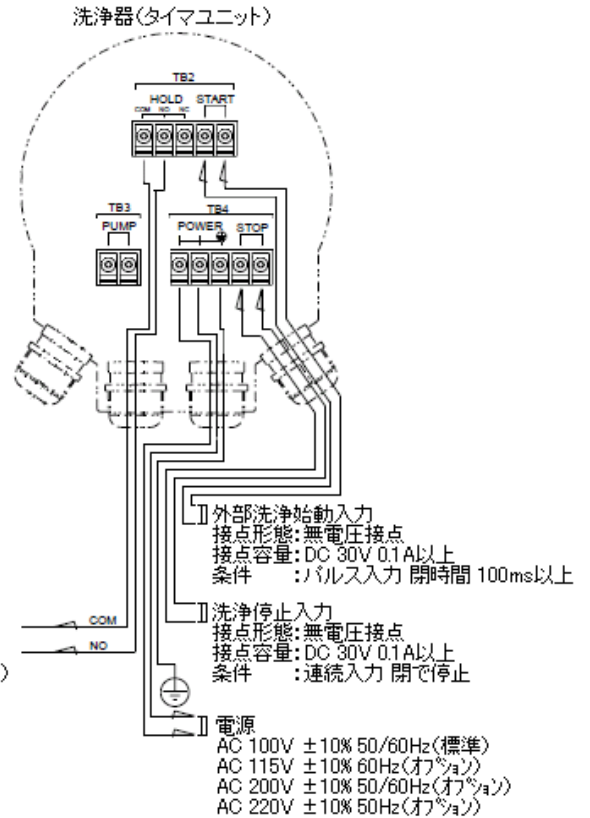 洗浄器(タイマユニット)
TB2
HOLD START
COM NO NC
TB3
PUMP
TB4
POWER STOP
外部洗浄始動入力
接点形態:無電圧接点
接点容量:DC 30V 0.1A以上
条件 :パルス入力 閉時間 100ms以上
COM
NO
)
洗浄停止入力
接点形態:無電圧接点
接点容量:DC 30V 0.1A以上
条件 :連続入力 閉で停止
電源
AC 100V ±10% 50/60Hz(標準)
AC 115V ±10% 60Hz(オプション)
AC 200V ±10% 50/60Hz(オプション)
AC 220V ±10% 50Hz(オプション)